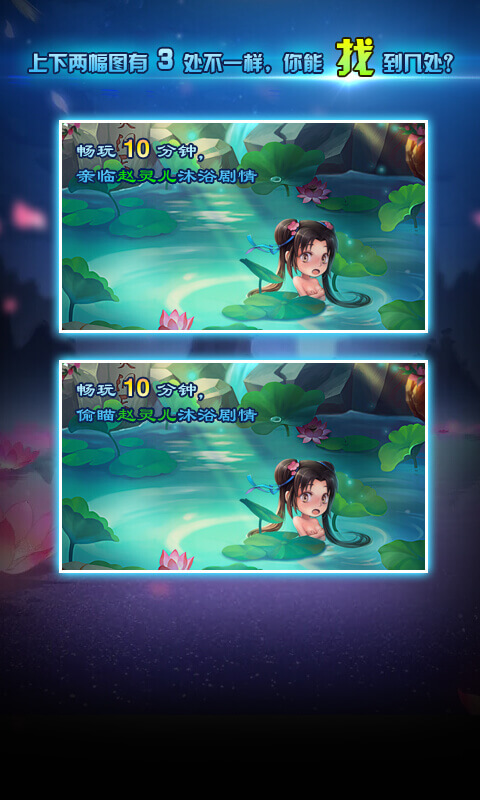 上下两幅图有 3 处不一样，你能 找 到几处？
畅玩 10 分钟，
亲临赵灵儿沐浴剧情
畅玩 10 分钟，
偷瞄赵灵儿沐浴剧情